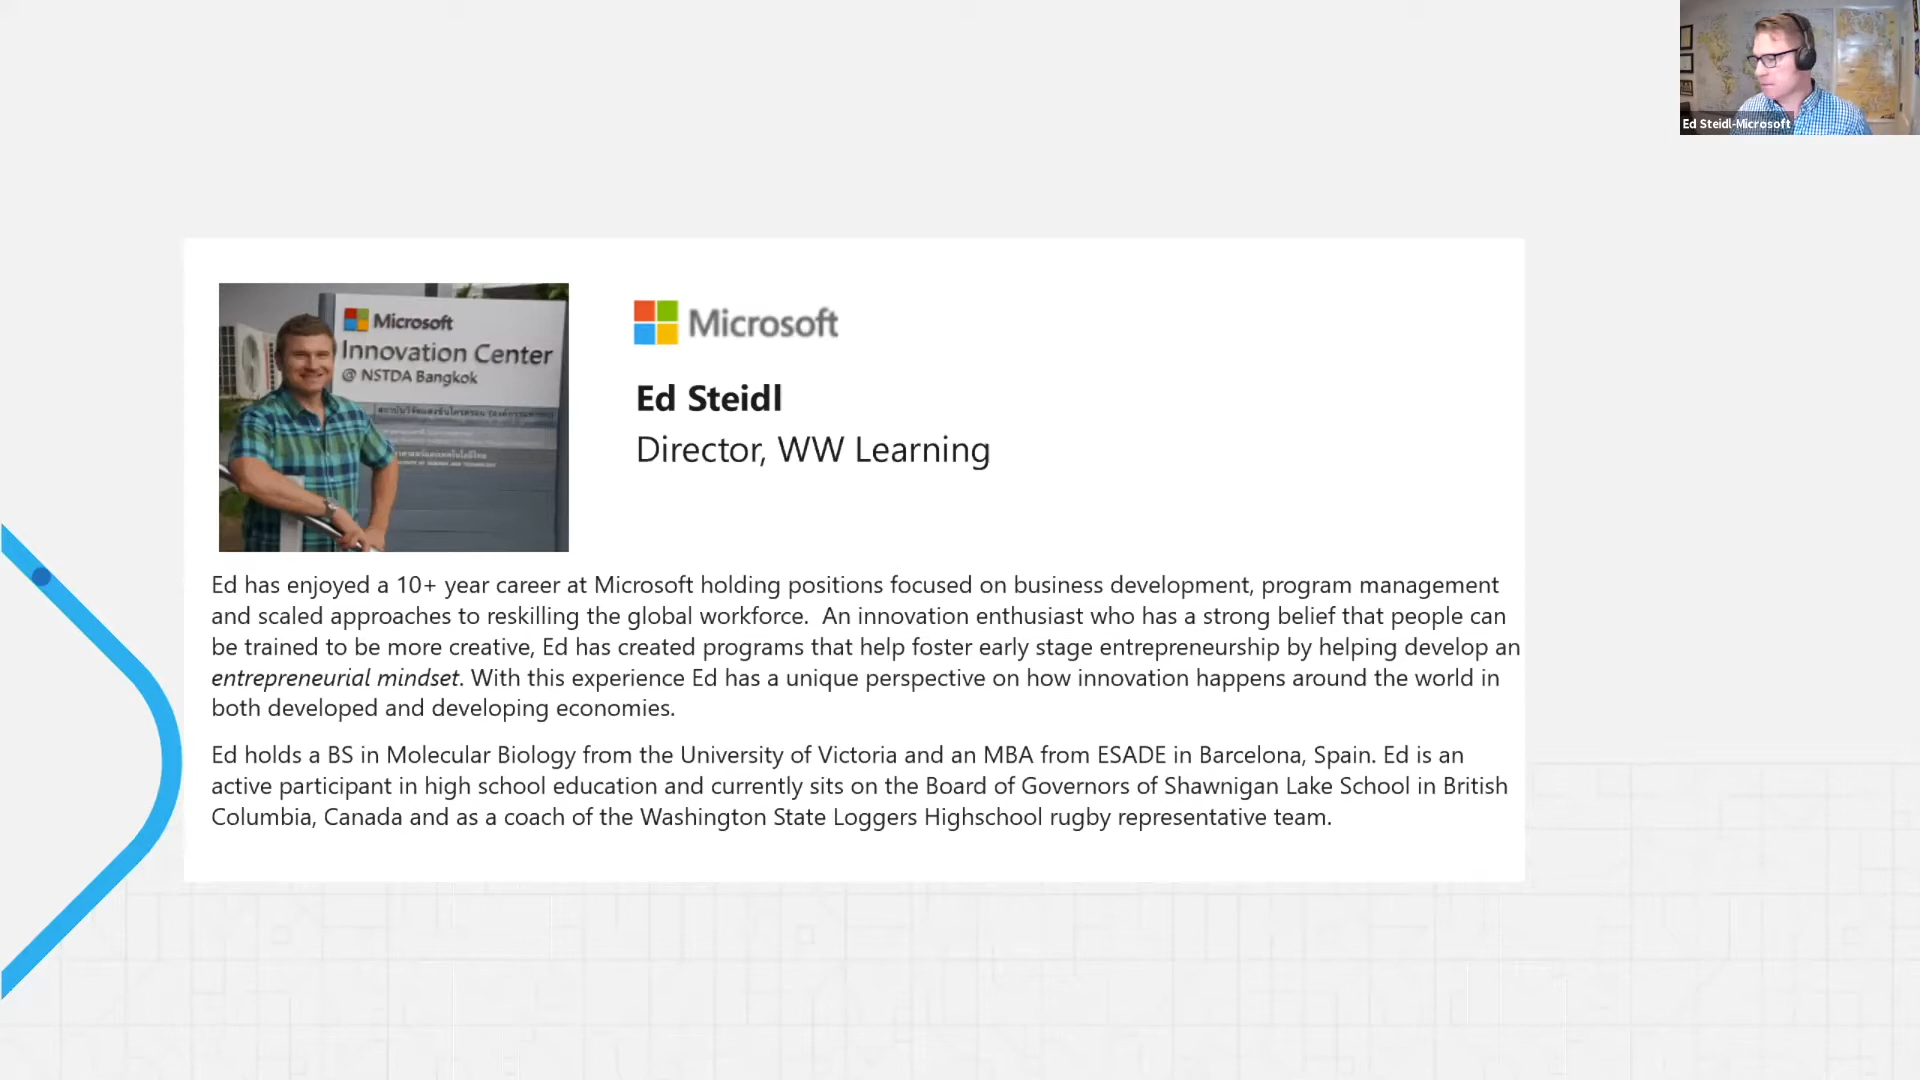 Ed Steidl-Microsoft
Microsoft
Innovation Center
@ NSTDA Bangkok
Microsoft
Ed Steidl
Director, WW Learning
Ed has enjoyed a 10+ year career at Microsoft holding positions focused on business development, program management
and scaled approaches to reskilling the global workforce.  An innovation enthusiast who has a strong belief that people can
be trained to be more creative, Ed has created programs that help foster early stage entrepreneurship by helping develop an
entrepreneurial mindset. With this experience Ed has a unique perspective on how innovation happens around the world in
both developed and developing economies.
Ed holds a BS in Molecular Biology from the University of Victoria and an MBA from ESADE in Barcelona, Spain. Ed is an
active participant in high school education and currently sits on the Board of Governors of Shawnigan Lake School in British
Columbia, Canada and as a coach of the Washington State Loggers Highschool rugby representative team.